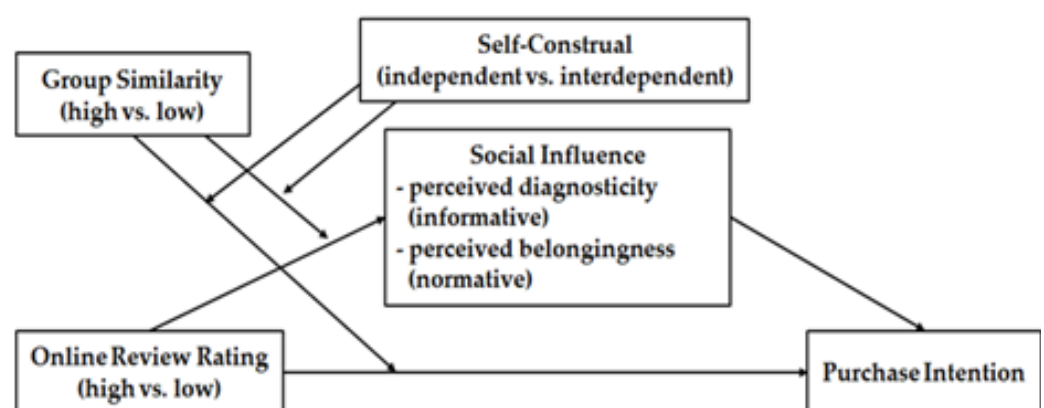 Self-Construal
(independent vs. interdependent)
Group Similarity
(high vs. low)
Social Influence
- perceived diagnosticity
(informative)
- perceived belongingness
(normative)
Online Review Rating
(high vs. low)
Purchase Intention